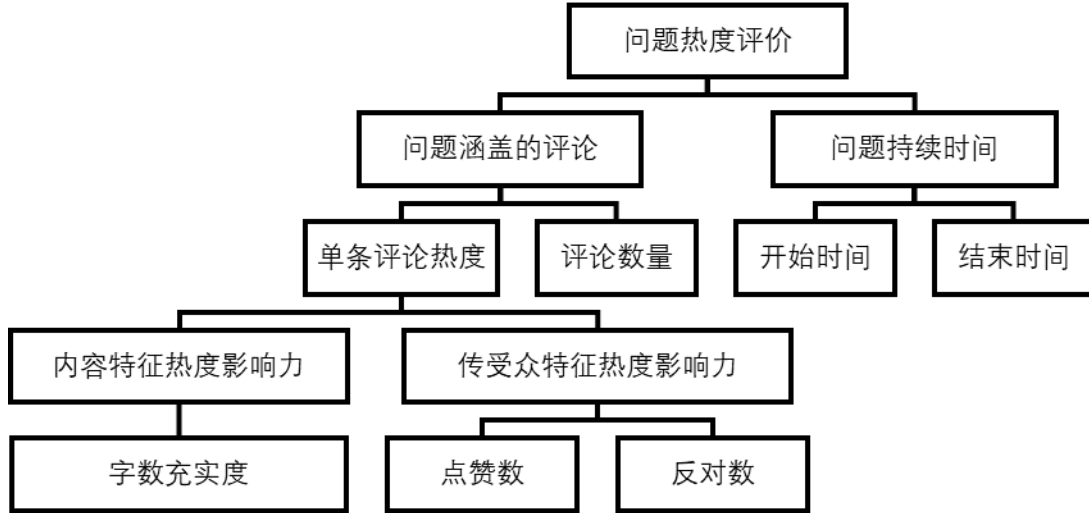 问题热度评价
问题涵盖的评论
问题持续时间
单条评论热度
评论数量
开始时间
结束时间
内容特征热度影响力
传受众特征热度影响力
字数充实度
点赞数
反对数